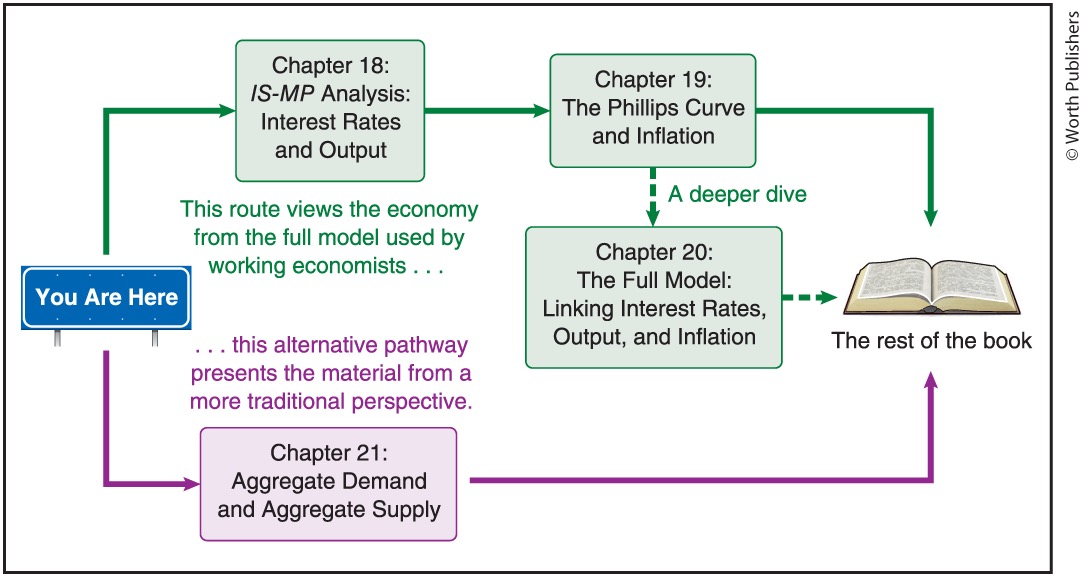 Chapter 18:
IS-MP Analysis:
Interest Rates
and Output
Chapter 19:
The Phillips Curve
and Inflation
This route views the economy
from the full model used by
working economists . . .
A deeper dive
Chapter 20:
The Full Model:
Linking Interest Rates,
Output, and Inflation
You Are Here
The rest of the book
. . . this alternative pathway
presents the material from a
more traditional perspective.
Chapter 21:
Aggregate Demand
and Aggregate Supply
© Worth Publishers